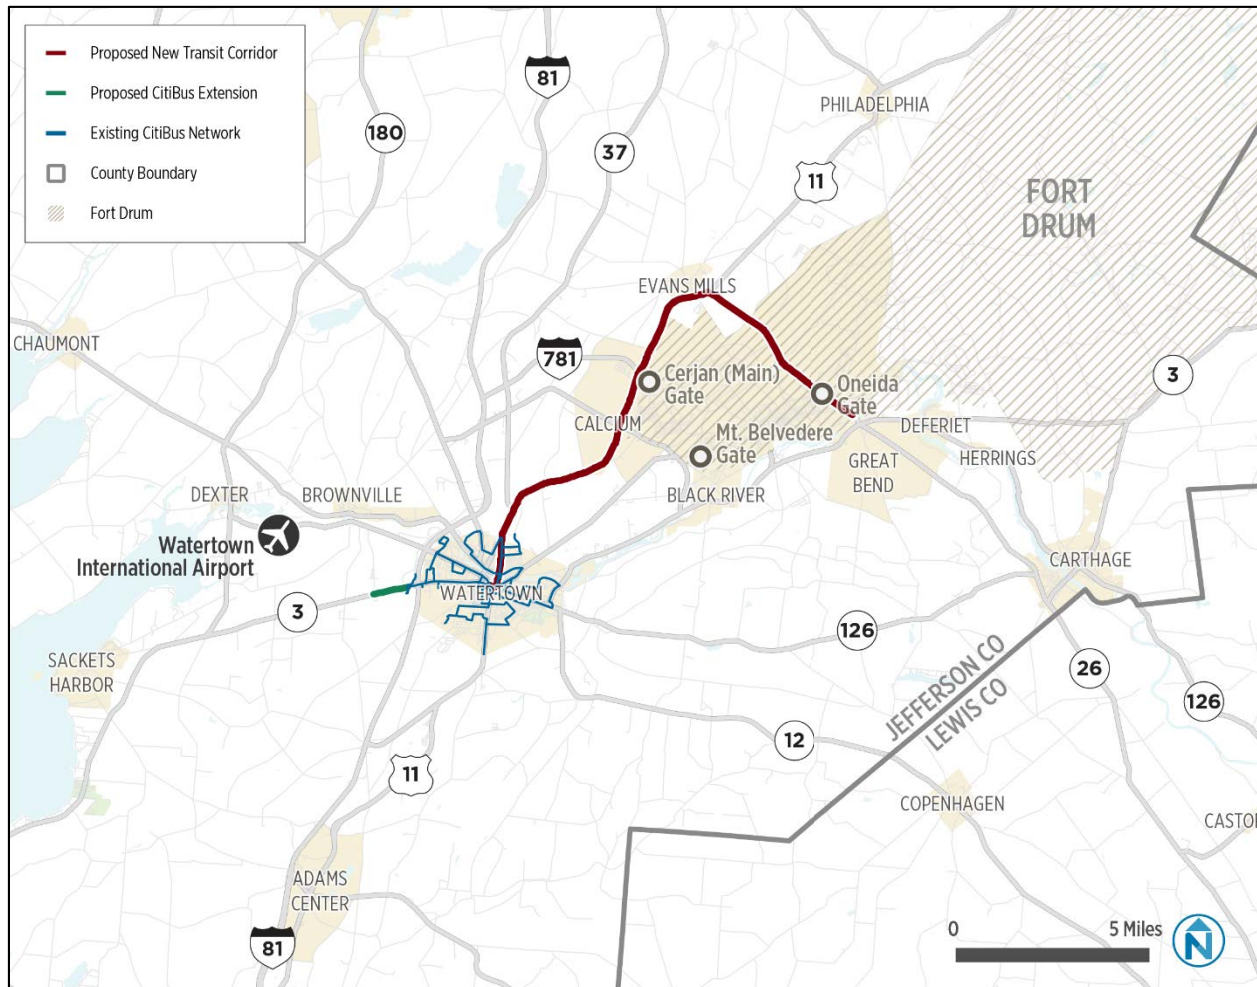 Proposed New Transit Corridor
Proposed CitiBus Extension
Existing CitiBus Network
County Boundary
Fort Drum
81
180
37
PHILADELPHIA
11
FORT
DRUM
EVANS MILLS
CHAUMONT
781
Cerjan (Main)
Gate
Oneida
Gate
3
CALCIUM
Mt. Belvedere
Gate
DEFERIET
HERRINGS
GREAT
BEND
DEXTER
BROWNVILLE
BLACK RIVER
Watertown
International Airport
CARTHAGE
WATERTOWN
3
126
SACKETS
HARBOR
26
JEFFERSON CO
LEWIS CO
126
12
11
COPENHAGEN
CASTO
ADAMS
CENTER
81
0
5 Miles
N